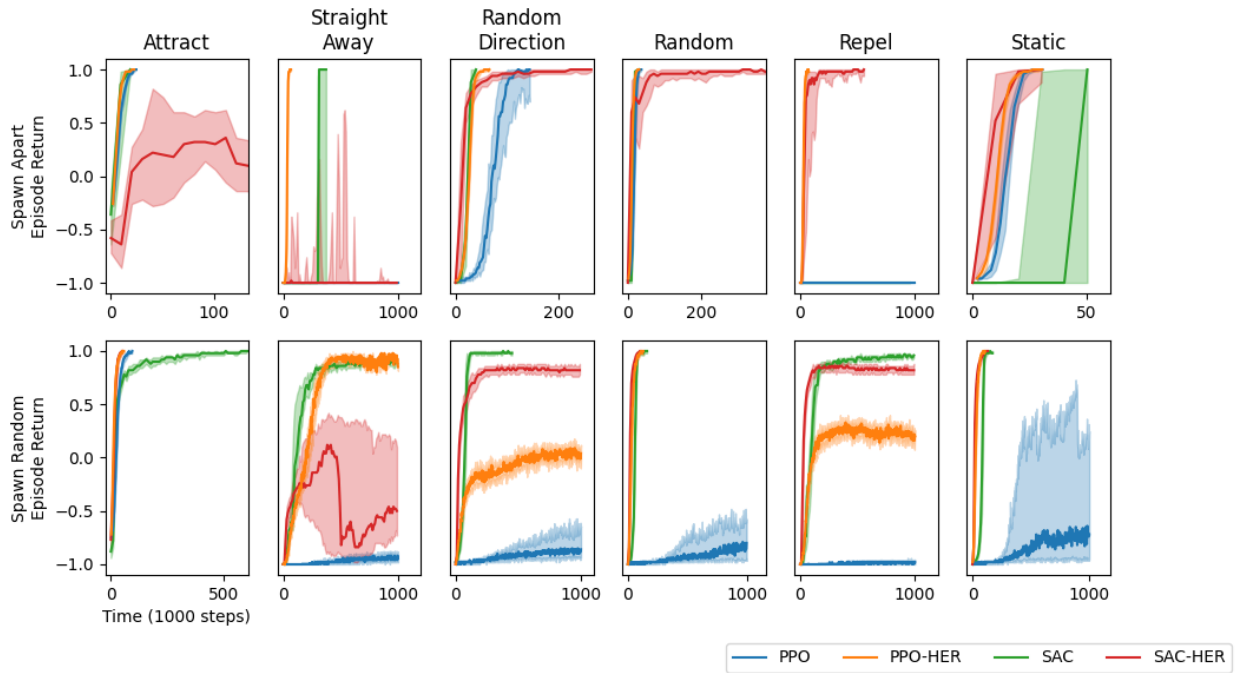 Attract
Straight
Away
Random
Direction
Random
Repel
Static
Spawn Apart
Episode Return
1.0
0.5
0.0
−0.5
−1.0
0 100
0 1000
0 200
0 200
0 1000
0 50
Spawn Random
Episode Return
1.0
0.5
0.0
−0.5
−1.0
0 500
0 1000
0 1000
0 1000
0 1000
0 1000
Time (1000 steps)
PPO PPO-HER SAC SAC-HER